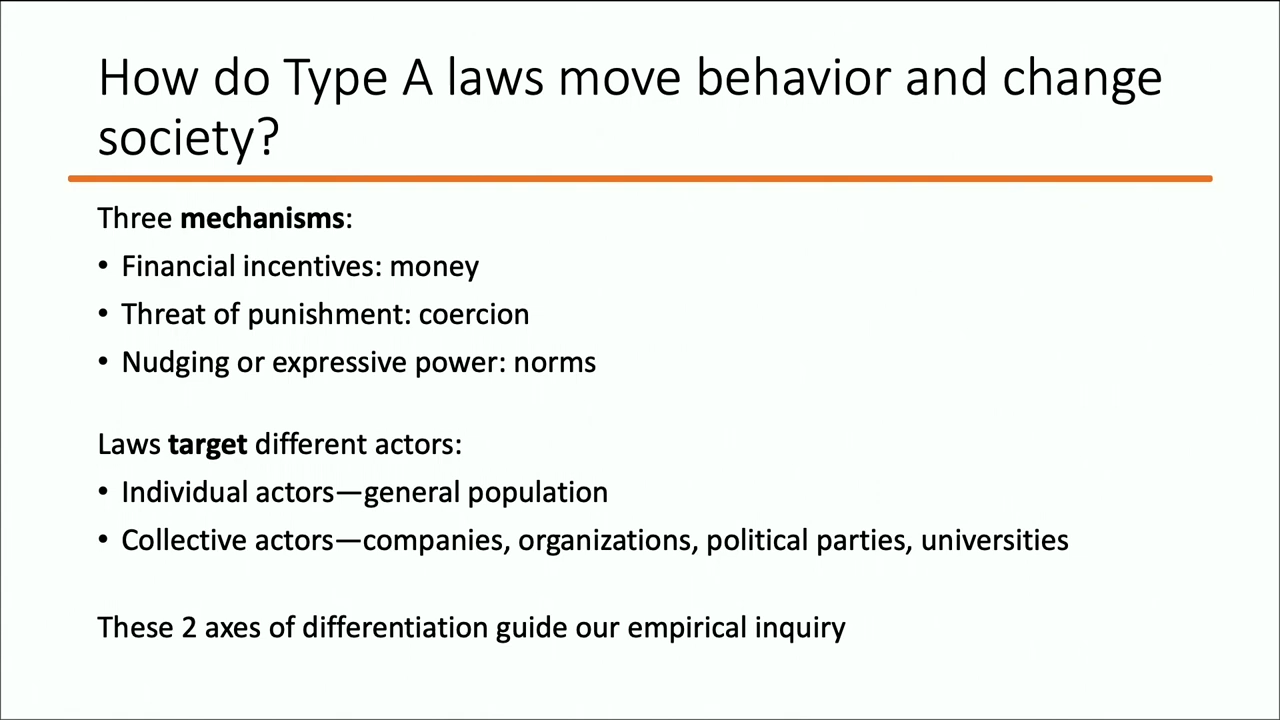 How do Type A laws move behavior and change
society?
Three mechanisms:
• Financial incentives: money
• Threat of punishment: coercion
• Nudging or expressive power: norms
Laws target different actors:
• Individual actors—general population
• Collective actors—companies, organizations, political parties, universities
These 2 axes of differentiation guide our empirical inquiry